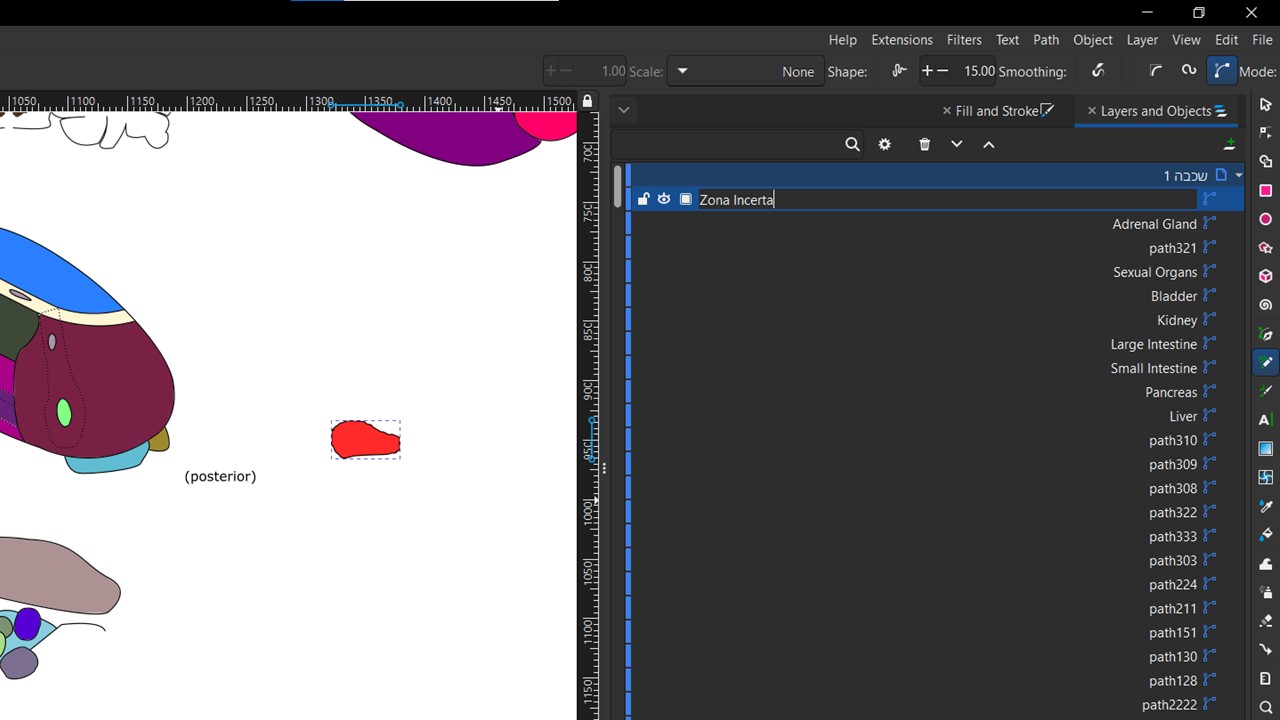 Help Extensions Filters Text Path Object Layer View Edit File
1.00 Scale: None Shape: 15.00 Smoothing: Mode:
1050 1100 1150 1200 1250 1300 1350 1400 1450 1500
Fill and Stroke Layers and Objects
שכבה 1
Zona Incerta
Adrenal Gland
path321
Sexual Organs
Bladder
Kidney
Large Intestine
Small Intestine
Pancreas
Liver
path310
path309
path308
path322
path333
path303
path224
path211
path151
path130
path128
path2222
700
750
800
850
900
950
1000
1050
1100
1150
(posterior)